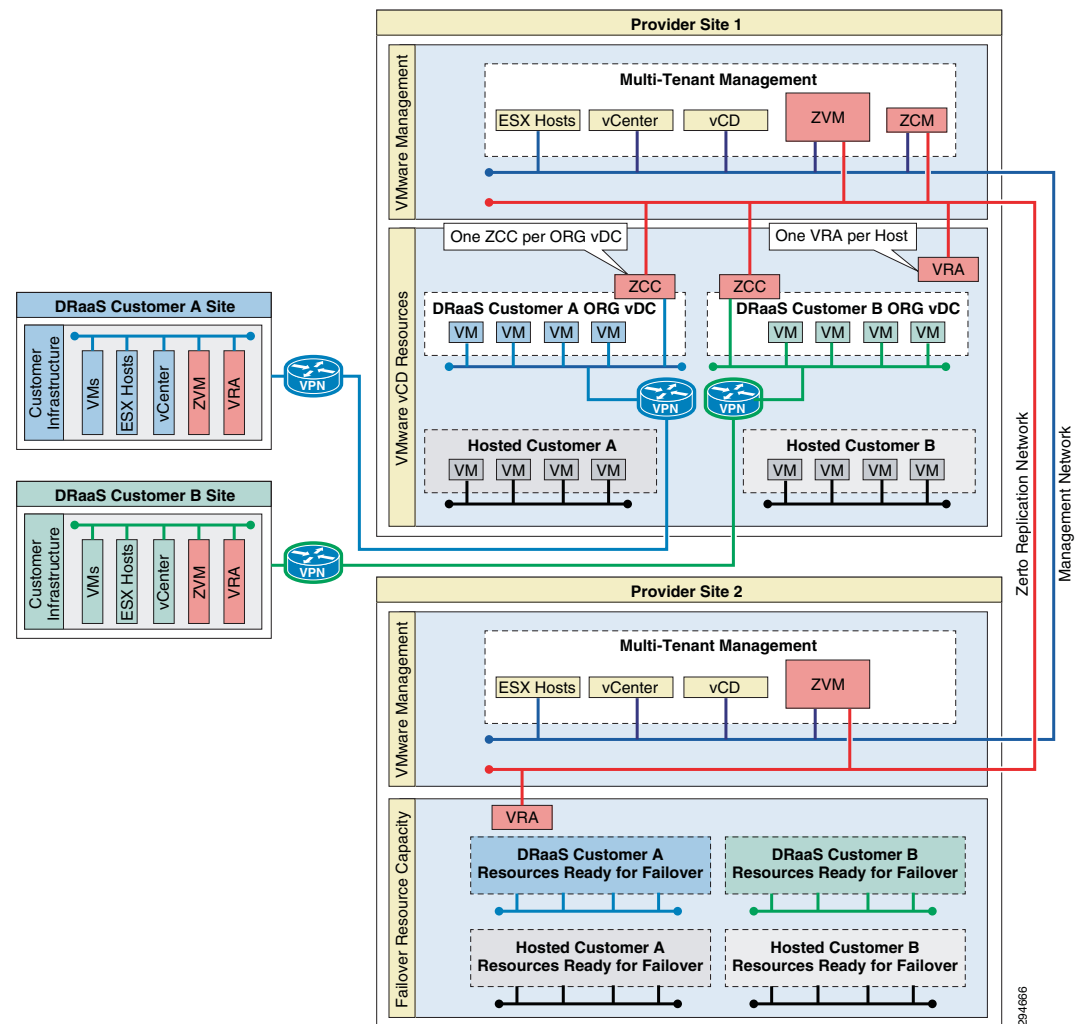 Provider Site 1
VMware Management
Multi-Tenant Management
ESX Hosts
vCenter
vCD
ZVM
ZCM
VMware vCD Resources
One ZCC per ORG vDC
One VRA per Host
VRA
ZCC
ZCC
DRaaS Customer A ORG vDC
VM
VM
VM
VM
DRaaS Customer B ORG vDC
VM
VM
VM
VM
VPN
VPN
Hosted Customer A
VM
VM
VM
VM
Hosted Customer B
VM
VM
VM
VM
DRaaS Customer A Site
Customer
Infrastructure
VMs
ESX Hosts
vCenter
ZVM
VRA
VPN
DRaaS Customer B Site
Customer
Infrastructure
VMs
ESX Hosts
vCenter
ZVM
VRA
VPN
Zerto Replication Network
Management Network
Provider Site 2
VMware Management
Multi-Tenant Management
ESX Hosts
vCenter
vCD
ZVM
Failover Resource Capacity
VRA
DRaaS Customer A
Resources Ready for Failover
DRaaS Customer B
Resources Ready for Failover
Hosted Customer A
Resources Ready for Failover
Hosted Customer B
Resources Ready for Failover
294666